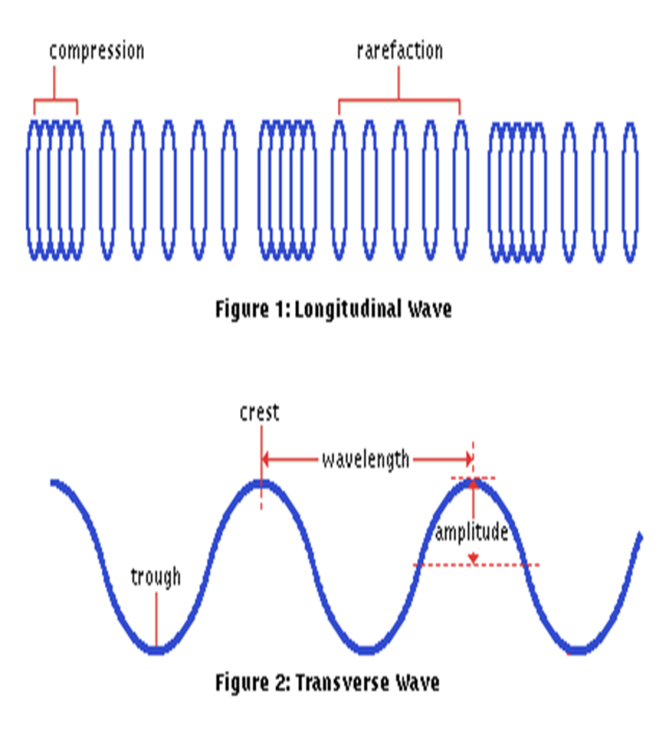 compression
rarefaction
Figure 1: Longitudinal Wave
crest
wavelength
amplitude
trough
Figure 2: Transverse Wave